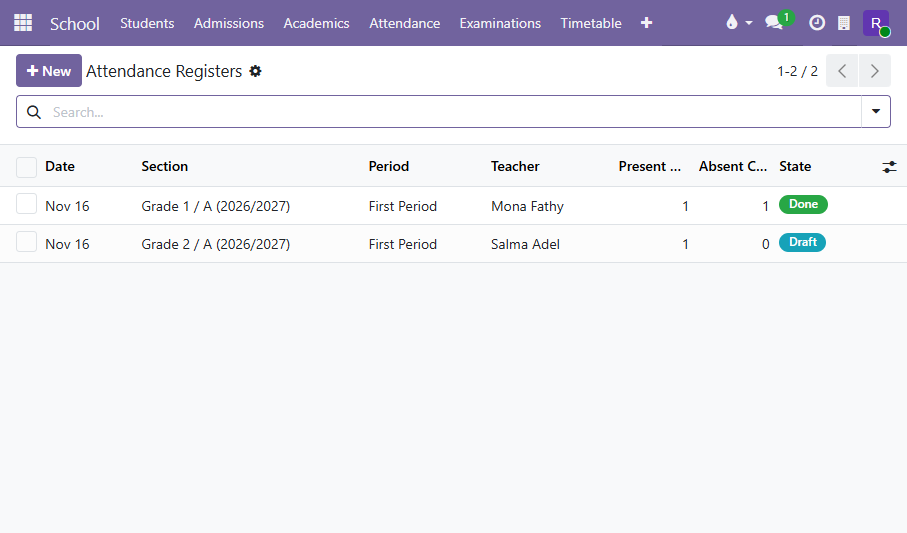 School Students Admissions Academics Attendance Examinations Timetable 1 R
New Attendance Registers 1-2 / 2
Search...
Date Section Period Teacher Present ... Absent C... State
Nov 16 Grade 1 / A (2026/2027) First Period Mona Fathy 1 1 Done
Nov 16 Grade 2 / A (2026/2027) First Period Salma Adel 1 0 Draft